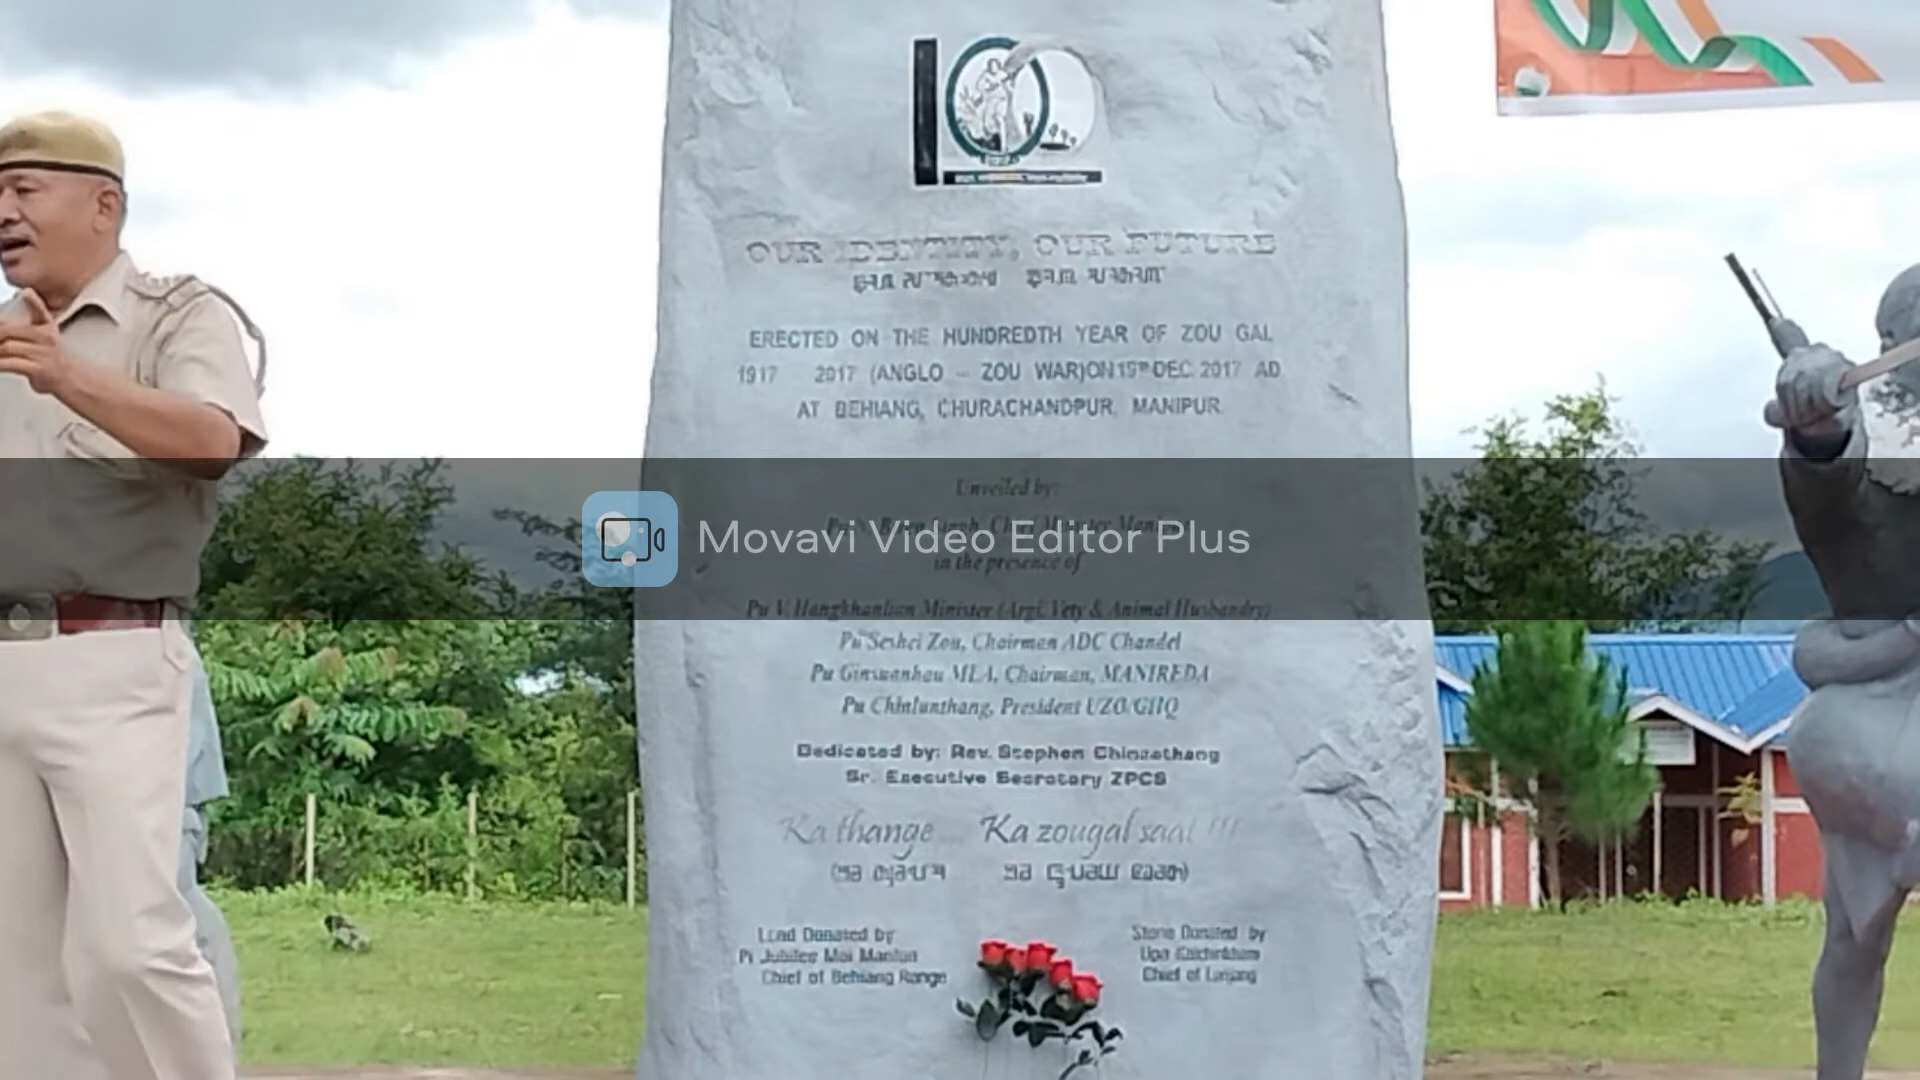 OUR IDENTITY, OUR FUTURE
ERECTED ON THE HUNDREDTH YEAR OF ZOU GAL
1917 2017 (ANGLO - ZOU WAR)ON 19TH DEC. 2017 AD
AT BEHIANG, CHURACHANDPUR, MANIPUR
Unveiled by:
Movavi Video Editor Plus
in the presence of
Pu V. Hangkhanlian Minister (Argi. Vety & Animal Husbandry)
Pu Seshei Zou, Chairman ADC Chandel
Pu Ginsuanhau MLA, Chairman, MANIREDA
Pu Chinlunthang, President UZO/GHQ
Dedicated by: Rev. Stephen Chinzathang
Sr. Executive Secretary ZPCS
Ka thange... Ka zougal saal !!!
Land Donated by
Pi Jubilee Moi Manlun
Chief of Behiang Range
Stone Donated by
Upa
Chief of